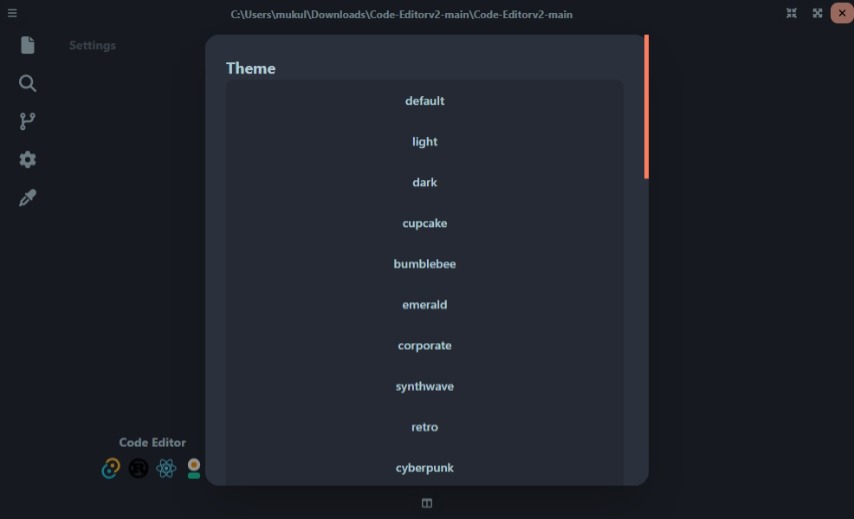 C:\Users\mukul\Downloads\Code-Editorv2-main\Code-Editorv2-main
Settings
Theme
default
light
dark
cupcake
bumblebee
emerald
corporate
synthwave
retro
cyberpunk
Code Editor